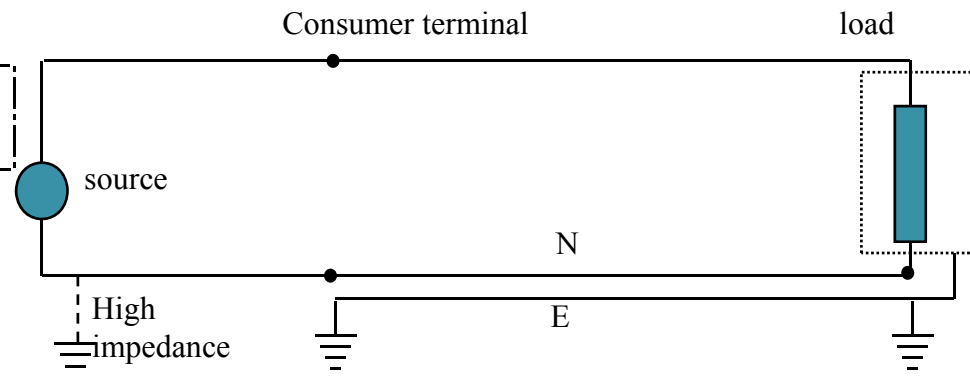 Consumer terminal
load
source
N
E
High
impedance